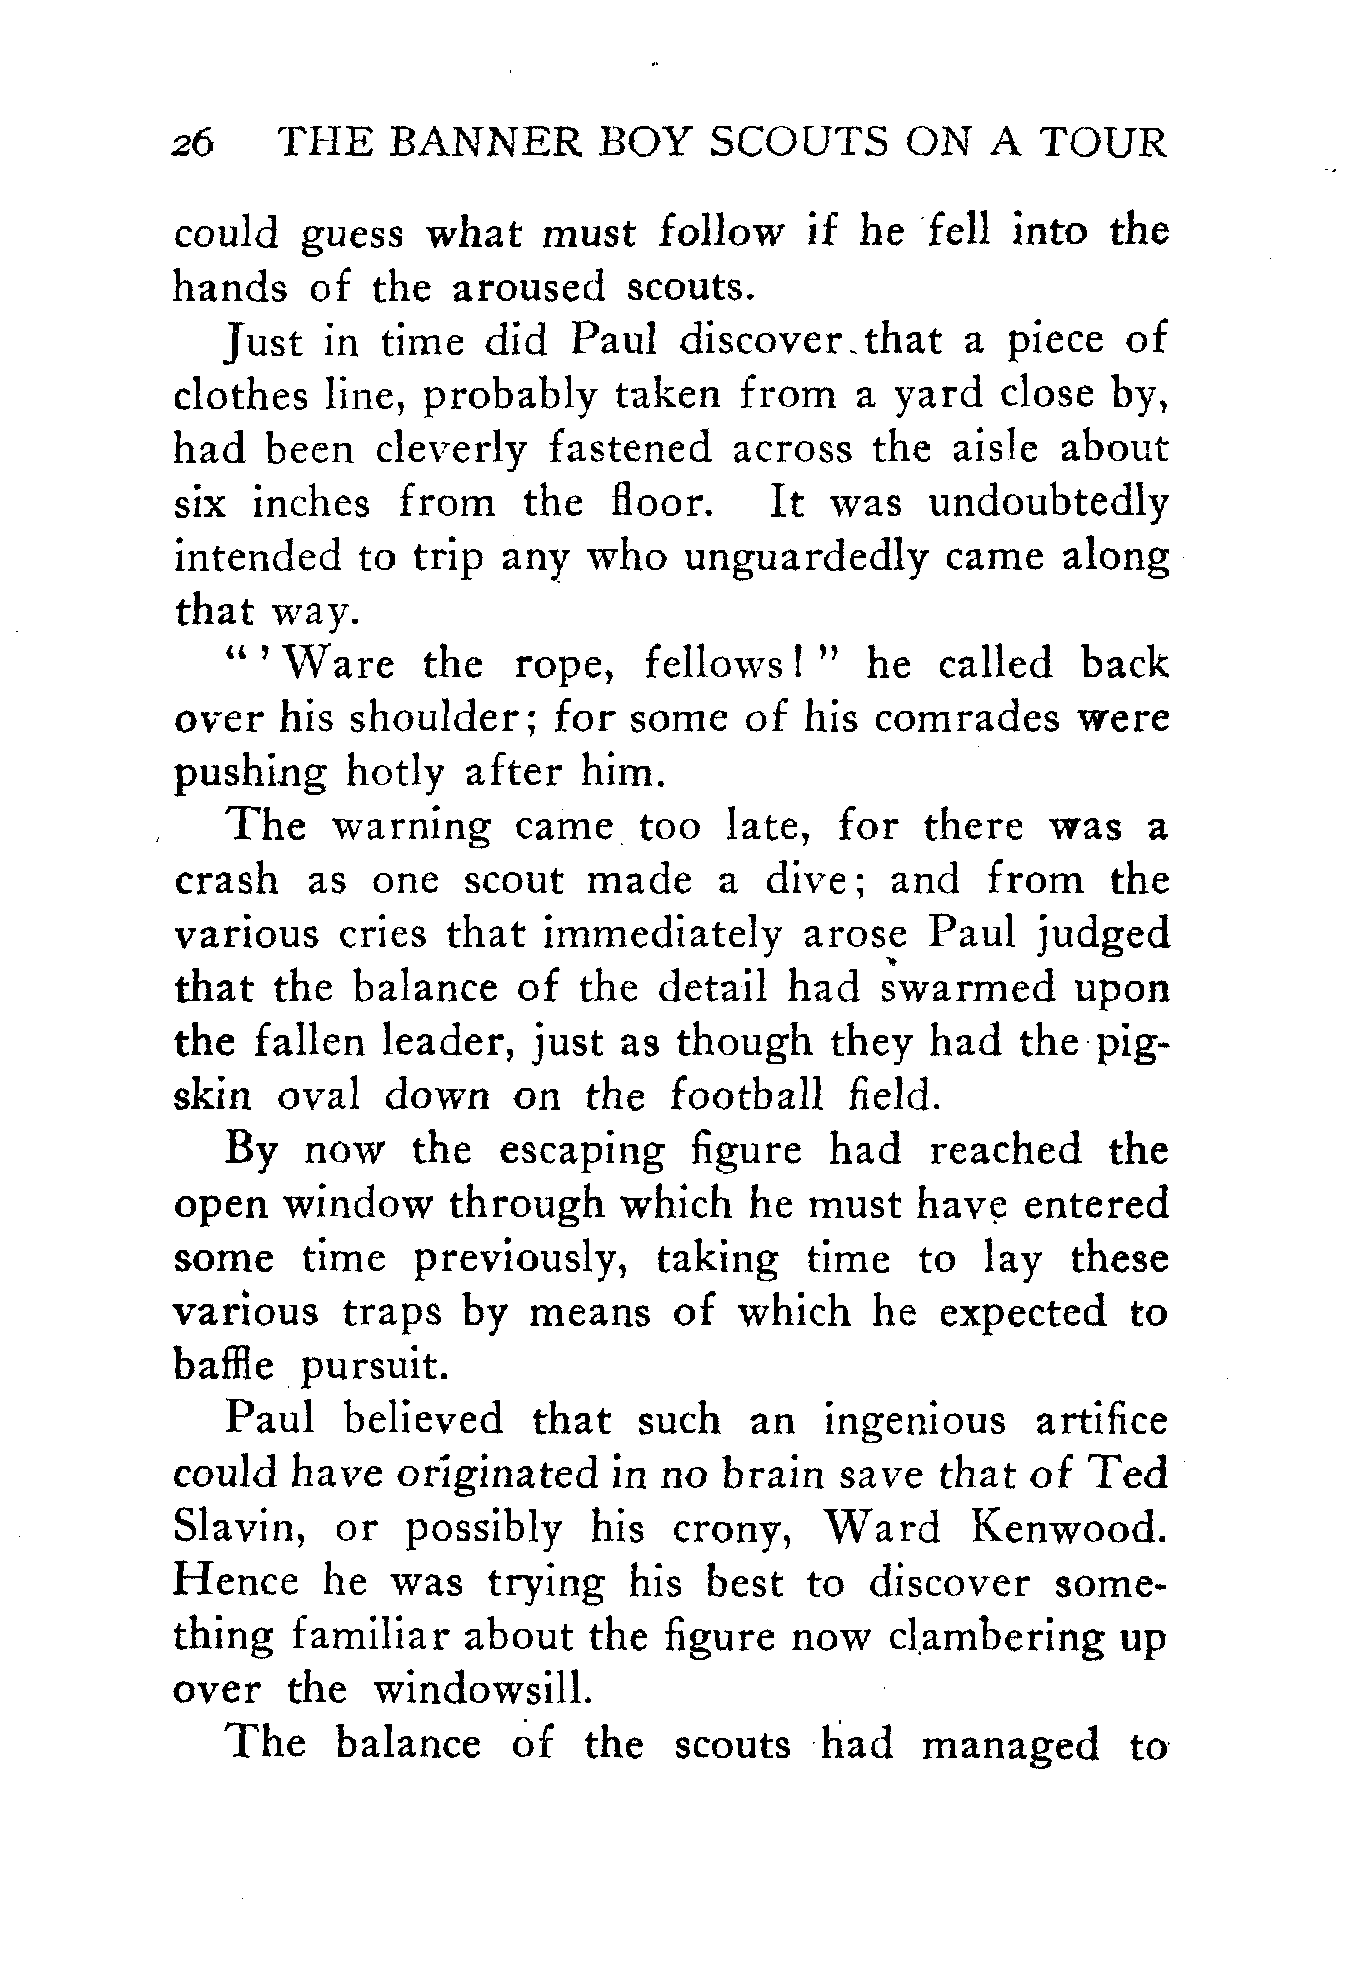 26 THE BANNER BOY SCOUTS ON A TOUR
could guess what must follow if he fell into the
hands of the aroused scouts.
Just in time did Paul discover that a piece of
clothes line, probably taken from a yard close by,
had been cleverly fastened across the aisle about
six inches from the floor. It was undoubtedly
intended to trip any who unguardedly came along
that way.
" 'Ware the rope, fellows!" he called back
over his shoulder; for some of his comrades were
pushing hotly after him.
The warning came too late, for there was a
crash as one scout made a dive; and from the
various cries that immediately arose Paul judged
that the balance of the detail had swarmed upon
the fallen leader, just as though they had the pig-
skin oval down on the football field.
By now the escaping figure had reached the
open window through which he must have entered
some time previously, taking time to lay these
various traps by means of which he expected to
baffle pursuit.
Paul believed that such an ingenious artifice
could have originated in no brain save that of Ted
Slavin, or possibly his crony, Ward Kenwood.
Hence he was trying his best to discover some-
thing familiar about the figure now clambering up
over the windowsill.
The balance of the scouts had managed to